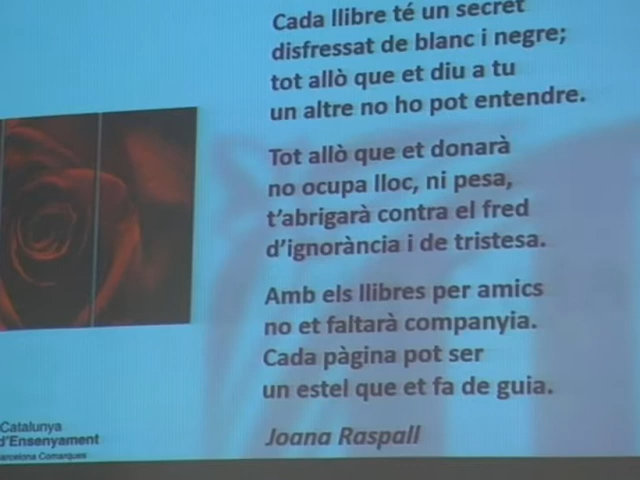 Cada llibre té un secret
disfressat de blanc i negre;
tot allò que et diu a tu
un altre no ho pot entendre.
Tot allò que et donarà
no ocupa lloc, ni pesa,
t'abrigarà contra el fred
d'ignorància i de tristesa.
Amb els llibres per amics
no et faltarà companyia.
Cada pàgina pot ser
un estel que et fa de guia.
Joana Raspall
Catalunya
d'Ensenyament
arcelona Comarques